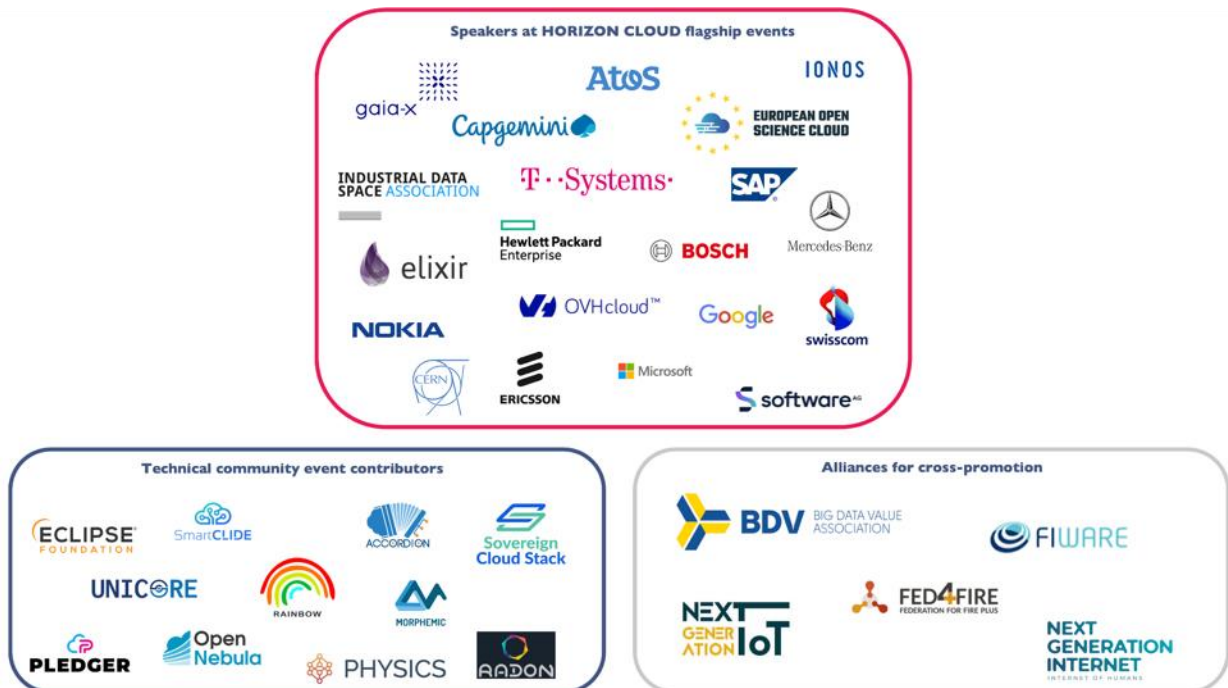 Speakers at HORIZON CLOUD flagship events
gaia-x
Atos
IONOS
Capgemini
EUROPEAN OPEN
SCIENCE CLOUD
INDUSTRIAL DATA
SPACE ASSOCIATION
T··Systems·
SAP
®
Hewlett Packard
Enterprise
BOSCH
Mercedes-Benz
elixir
OVHcloud™
Google
swisscom
NOKIA
CERN
ERICSSON
Microsoft
software AG
Technical community event contributors
ECLIPSE®
FOUNDATION
SmartCLIDE
ACCORDION
Sovereign
Cloud Stack
UNICORE
RAINBOW
MORPHEMIC
PLEDGER
Open
Nebula
PHYSICS
RADON
Alliances for cross-promotion
BDV BIG DATA VALUE
ASSOCIATION
FIWARE
FED4FIRE
FEDERATION FOR FIRE PLUS
NEXT
GENER
ATION
IoT
NEXT
GENERATION
INTERNET
INTERNET OF HUMANS